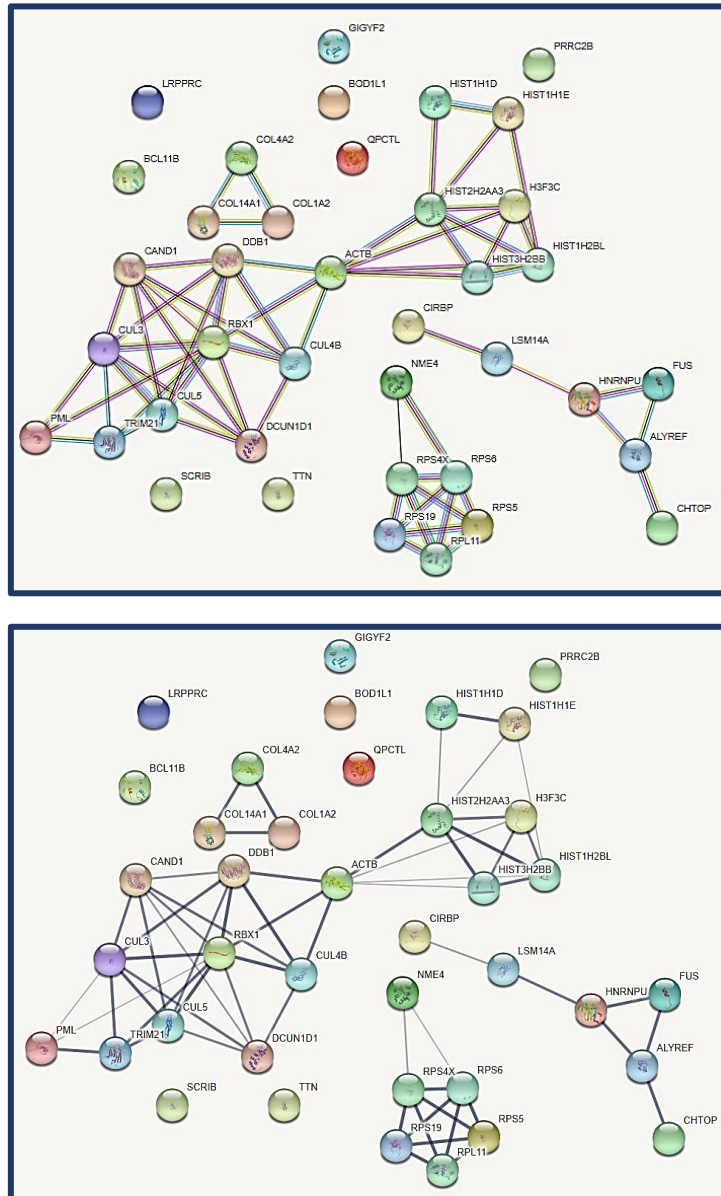 GIGYF2
PRRC2B
LRPPRC
BOD1L1
HIST1H1D
HIST1H1E
COL4A2
QPCTL
BCL11B
HIST2H2AA3
H3F3C
COL14A1
COL1A2
DDB1
ACTB
HIST1H2BL
CAND1
HIST3H2BB
CIRBP
CUL3
RBX1
LSM14A
CUL4B
NME4
HNRNPU
FUS
CUL5
PML
TRIM21
DCUN1D1
ALYREF
RPS4X
RPS6
SCRIB
TTN
RPS19
RPS5
CHTOP
RPL11
GIGYF2
PRRC2B
LRPPRC
BOD1L1
HIST1H1D
HIST1H1E
COL4A2
QPCTL
BCL11B
HIST2H2AA3
H3F3C
COL14A1
COL1A2
DDB1
ACTB
HIST1H2BL
CAND1
HIST3H2BB
CIRBP
CUL3
RBX1
LSM14A
CUL4B
NME4
HNRNPU
FUS
CUL5
PML
TRIM21
DCUN1D1
ALYREF
RPS4X
RPS6
SCRIB
TTN
RPS19
RPS5
CHTOP
RPL11